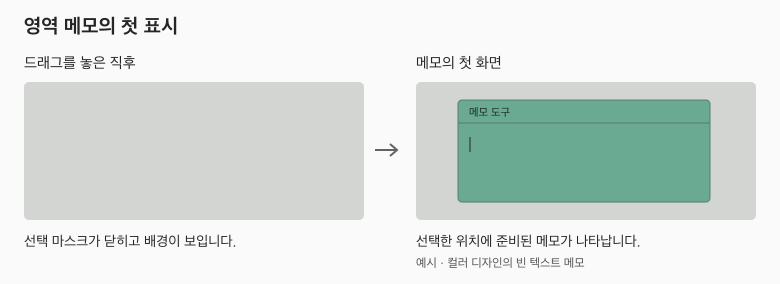 영역 메모의 첫 표시
드래그를 놓은 직후
메모의 첫 화면
메모 도구
선택 마스크가 닫히고 배경이 보입니다.
선택한 위치에 준비된 메모가 나타납니다.
예시 · 컬러 디자인의 빈 텍스트 메모